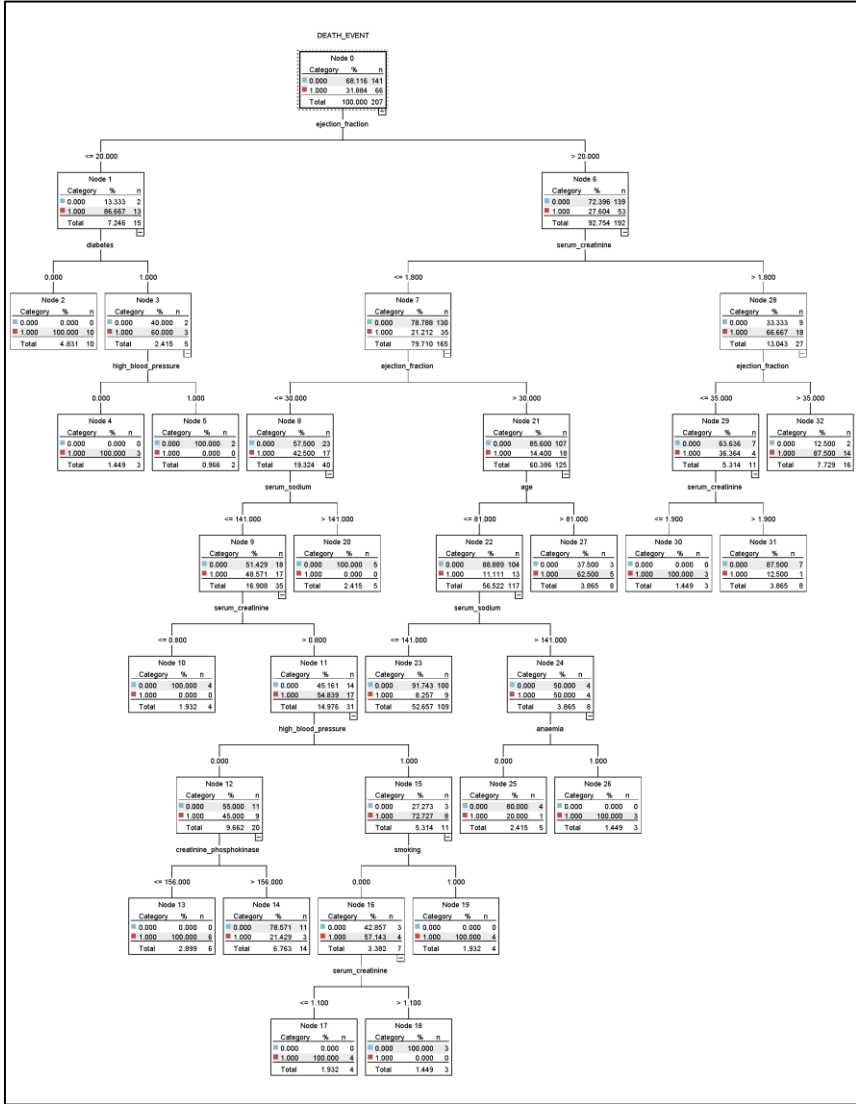 DEATH_EVENT
Node 0
Category % n
0.000 68.116 141
1.000 31.884 66
Total 100.000 207
ejection_fraction
<= 20.000
> 20.000
Node 1
Category % n
0.000 13.333 2
1.000 86.667 13
Total 7.246 15
diabetes
Node 6
Category % n
0.000 72.396 139
1.000 27.604 53
Total 92.754 192
serum_creatinine
0.000
1.000
<= 1.800
> 1.800
Node 2
Category % n
0.000 0.000 0
1.000 100.000 10
Total 4.831 10
Node 3
Category % n
0.000 40.000 2
1.000 60.000 3
Total 2.415 5
high_blood_pressure
Node 7
Category % n
0.000 78.788 130
1.000 21.212 35
Total 79.710 165
ejection_fraction
Node 28
Category % n
0.000 33.333 9
1.000 66.667 18
Total 13.043 27
ejection_fraction
0.000
1.000
<= 30.000
> 30.000
<= 35.000
> 35.000
Node 4
Category % n
0.000 0.000 0
1.000 100.000 3
Total 1.449 3
Node 5
Category % n
0.000 100.000 2
1.000 0.000 0
Total 0.966 2
Node 8
Category % n
0.000 57.500 23
1.000 42.500 17
Total 19.324 40
serum_sodium
Node 21
Category % n
0.000 85.600 107
1.000 14.400 18
Total 60.386 125
age
Node 29
Category % n
0.000 63.636 7
1.000 36.364 4
Total 5.314 11
serum_creatinine
Node 32
Category % n
0.000 12.500 2
1.000 87.500 14
Total 7.729 16
<= 141.000
> 141.000
<= 81.000
> 81.000
<= 1.900
> 1.900
Node 9
Category % n
0.000 51.429 18
1.000 48.571 17
Total 16.908 35
serum_creatinine
Node 20
Category % n
0.000 100.000 5
1.000 0.000 0
Total 2.415 5
Node 22
Category % n
0.000 88.889 104
1.000 11.111 13
Total 56.522 117
serum_sodium
Node 27
Category % n
0.000 37.500 3
1.000 62.500 5
Total 3.865 8
Node 30
Category % n
0.000 0.000 0
1.000 100.000 3
Total 1.449 3
Node 31
Category % n
0.000 87.500 7
1.000 12.500 1
Total 3.865 8
<= 0.800
> 0.800
<= 141.000
> 141.000
Node 10
Category % n
0.000 100.000 4
1.000 0.000 0
Total 1.932 4
Node 11
Category % n
0.000 45.161 14
1.000 54.839 17
Total 14.976 31
high_blood_pressure
Node 23
Category % n
0.000 91.743 100
1.000 8.257 9
Total 52.657 109
Node 24
Category % n
0.000 50.000 4
1.000 50.000 4
Total 3.865 8
anaemia
0.000
1.000
0.000
1.000
Node 12
Category % n
0.000 55.000 11
1.000 45.000 9
Total 9.662 20
creatinine_phosphokinase
Node 15
Category % n
0.000 27.273 3
1.000 72.727 8
Total 5.314 11
smoking
Node 25
Category % n
0.000 80.000 4
1.000 20.000 1
Total 2.415 5
Node 26
Category % n
0.000 0.000 0
1.000 100.000 3
Total 1.449 3
<= 156.000
> 156.000
0.000
1.000
Node 13
Category % n
0.000 0.000 0
1.000 100.000 6
Total 2.899 6
Node 14
Category % n
0.000 78.571 11
1.000 21.429 3
Total 6.763 14
Node 16
Category % n
0.000 42.857 3
1.000 57.143 4
Total 3.382 7
serum_creatinine
Node 19
Category % n
0.000 0.000 0
1.000 100.000 4
Total 1.932 4
<= 1.100
> 1.100
Node 17
Category % n
0.000 0.000 0
1.000 100.000 4
Total 1.932 4
Node 18
Category % n
0.000 100.000 3
1.000 0.000 0
Total 1.449 3